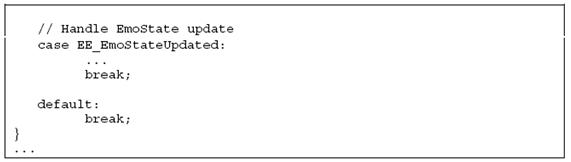 // Handle EmoState update
case EE_EmoStateUpdated:
...
break;
default:
break;
}
...